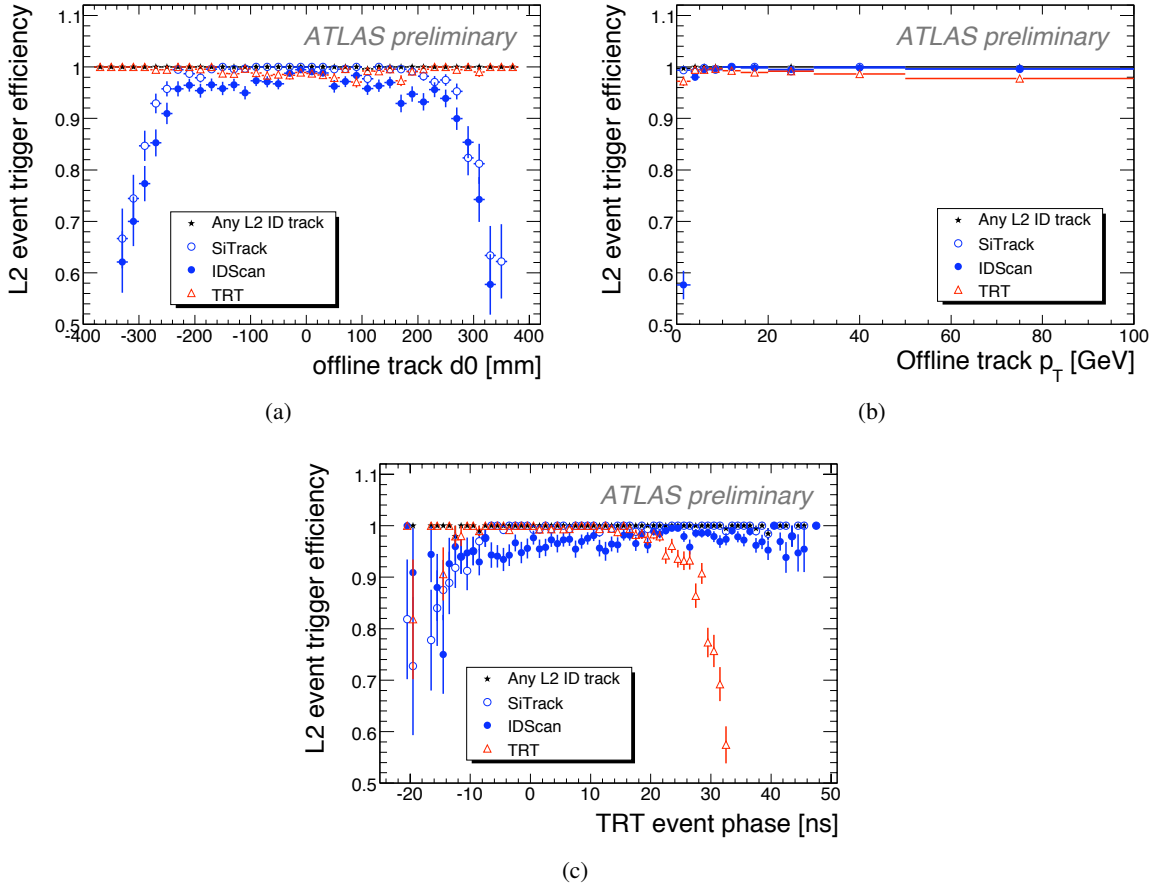 ATLAS preliminary
L2 event trigger efficiency
1.1
1
0.9
0.8
0.7
0.6
0.5
Any L2 ID track
SiTrack
IDScan
TRT
-400 -300 -200 -100 0 100 200 300 400
offline track d0 [mm]
(a)
ATLAS preliminary
L2 event trigger efficiency
1.1
1
0.9
0.8
0.7
0.6
0.5
Any L2 ID track
SiTrack
IDScan
TRT
0 20 40 60 80 100
Offline track p_T [GeV]
(b)
ATLAS preliminary
L2 event trigger efficiency
1.1
1
0.9
0.8
0.7
0.6
0.5
Any L2 ID track
SiTrack
IDScan
TRT
-20 -10 0 10 20 30 40 50
TRT event phase [ns]
(c)